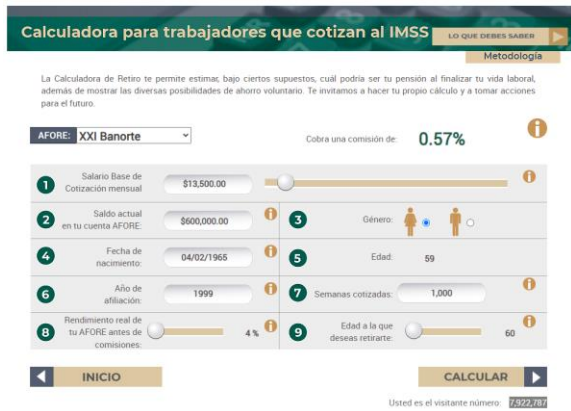 Calculadora para trabajadores que cotizan al IMSS
LO QUE DEBES SABER
Metodología
La Calculadora de Retiro te permite estimar, bajo ciertos supuestos, cuál podría ser tu pensión al finalizar tu vida laboral,
además de mostrar las diversas posibilidades de ahorro voluntario. Te invitamos a hacer tu propio cálculo y a tomar acciones
para el futuro.
AFORE: XXI Banorte
Cobra una comisión de: 0.57%
1 Salario Base de
Cotización mensual
$13,500.00
2 Saldo actual
en tu cuenta AFORE:
$600,000.00
3 Género:
4 Fecha de
nacimiento:
04/02/1965
5 Edad: 59
6 Año de
afiliación:
1999
7 Semanas cotizadas: 1,000
8 Rendimiento real de
tu AFORE antes de
comisiones:
4 %
9 Edad a la que
deseas retirarte:
60
INICIO
CALCULAR
Usted es el visitante número: 7,922,787